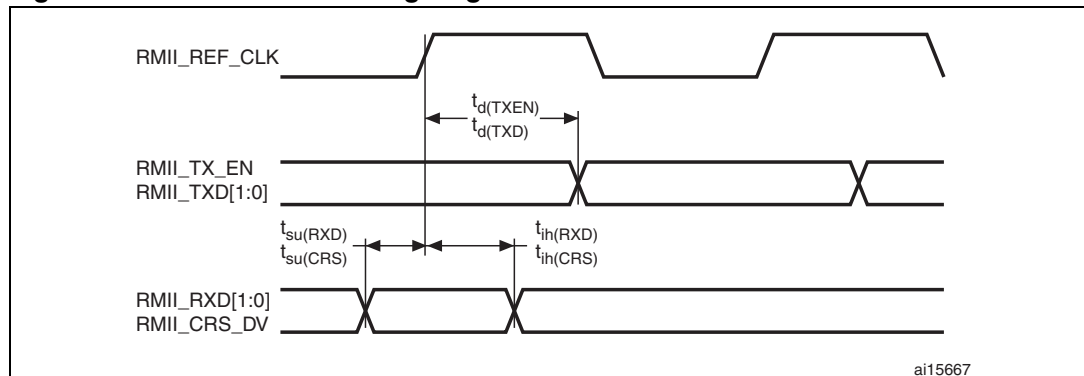 RMII_REF_CLK
td(TXEN)
td(TXD)
RMII_TX_EN
RMII_TXD[1:0]
tsu(RXD)
tsu(CRS)
tih(RXD)
tih(CRS)
RMII_RXD[1:0]
RMII_CRS_DV
ai15667